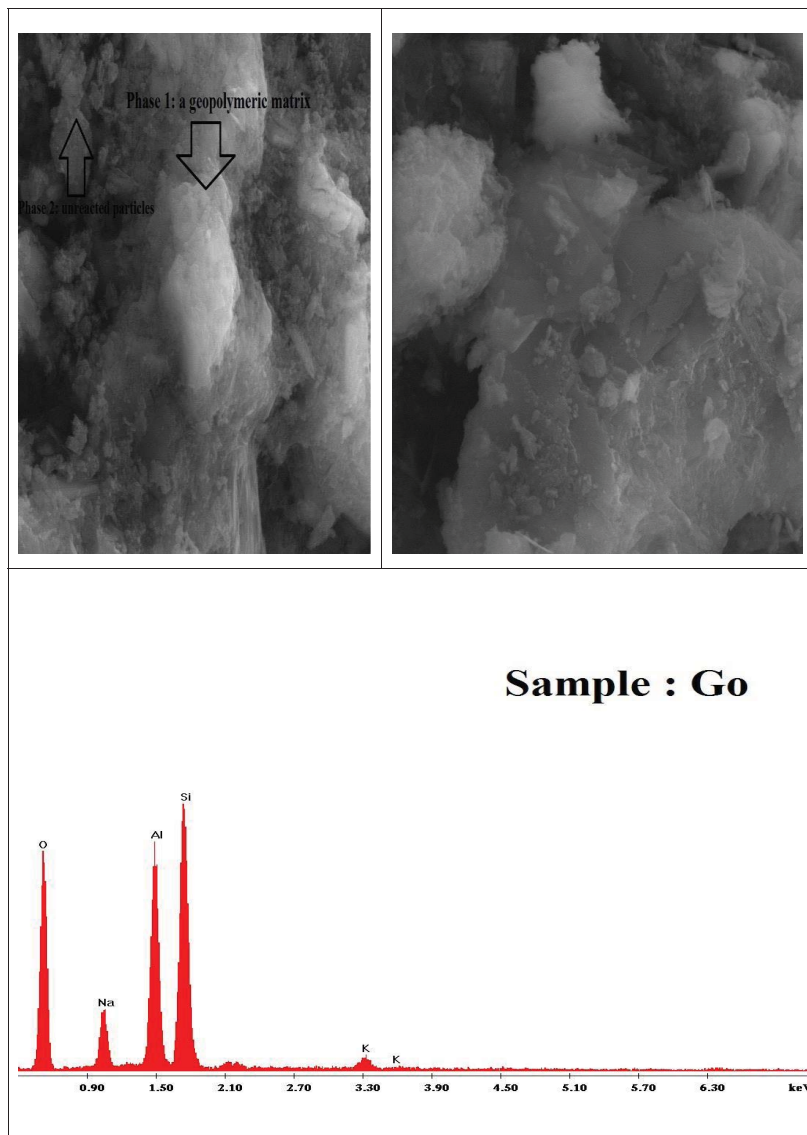 Phase 1: a geopolymeric matrix
Phase 2: unreacted particles
Sample : Go
Si
Al
O
Na
K
K
0.90 1.50 2.10 2.70 3.30 3.90 4.50 5.10 5.70 6.30 keV